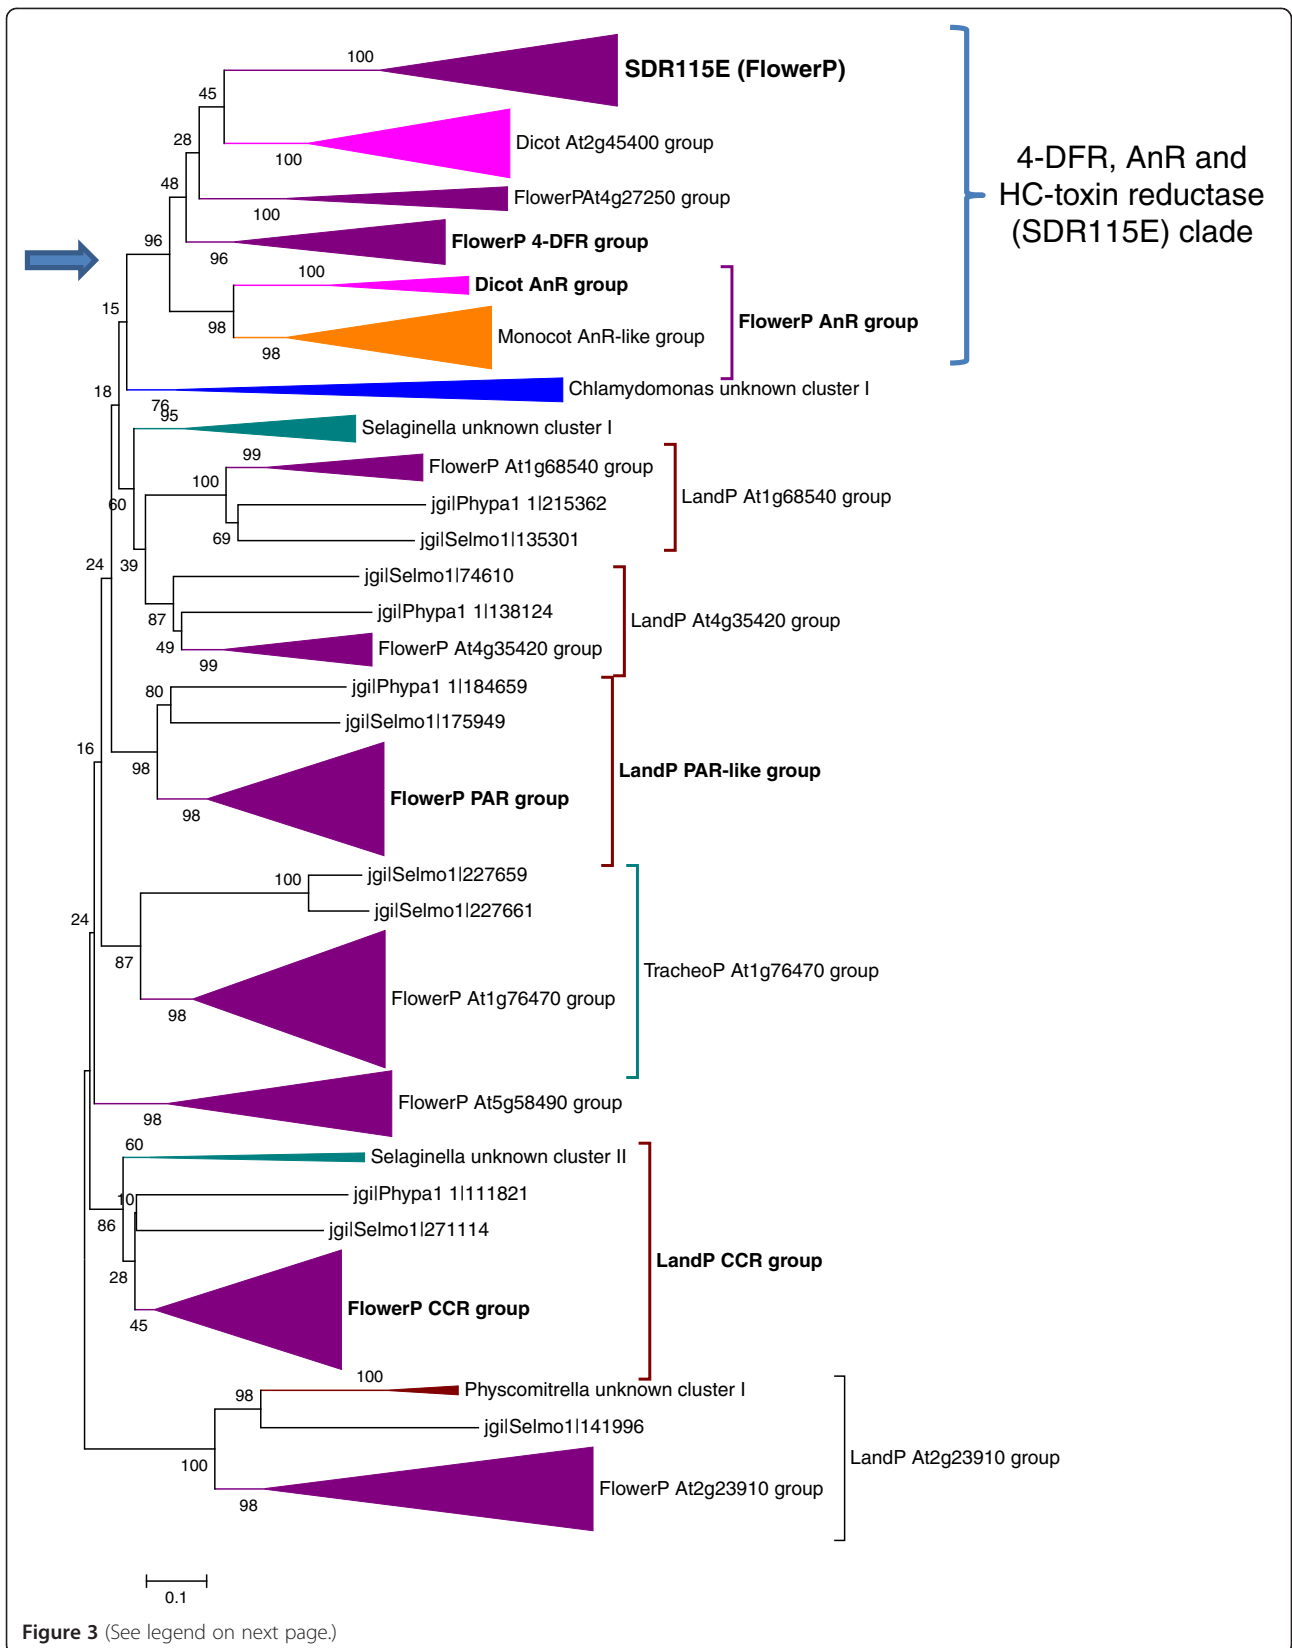 100
SDR115E (FlowerP)
45
Dicot At2g45400 group
100
28
48
FlowerPAt4g27250 group
100
FlowerP 4-DFR group
96
96
4-DFR, AnR and
HC-toxin reductase
(SDR115E) clade
100
Dicot AnR group
98
Monocot AnR-like group
98
FlowerP AnR group
15
Chlamydomonas unknown cluster I
18
76
95
Selaginella unknown cluster I
99
FlowerP At1g68540 group
100
jgi|Phypa1 1|215362
LandP At1g68540 group
60
69
jgi|Selmo1|135301
24
39
jgi|Selmo1|74610
87
jgi|Phypa1 1|138124
LandP At4g35420 group
49
FlowerP At4g35420 group
99
80
jgi|Phypa1 1|184659
jgi|Selmo1|175949
16
98
LandP PAR-like group
FlowerP PAR group
98
100
jgi|Selmo1|227659
jgi|Selmo1|227661
24
87
TracheoP At1g76470 group
FlowerP At1g76470 group
98
FlowerP At5g58490 group
98
60
Selaginella unknown cluster II
10
jgi|Phypa1 1|111821
86
jgi|Selmo1|271114
LandP CCR group
28
FlowerP CCR group
45
100
Physcomitrella unknown cluster I
98
jgi|Selmo1|141996
LandP At2g23910 group
100
FlowerP At2g23910 group
98
0.1
Figure 3 (See legend on next page.)